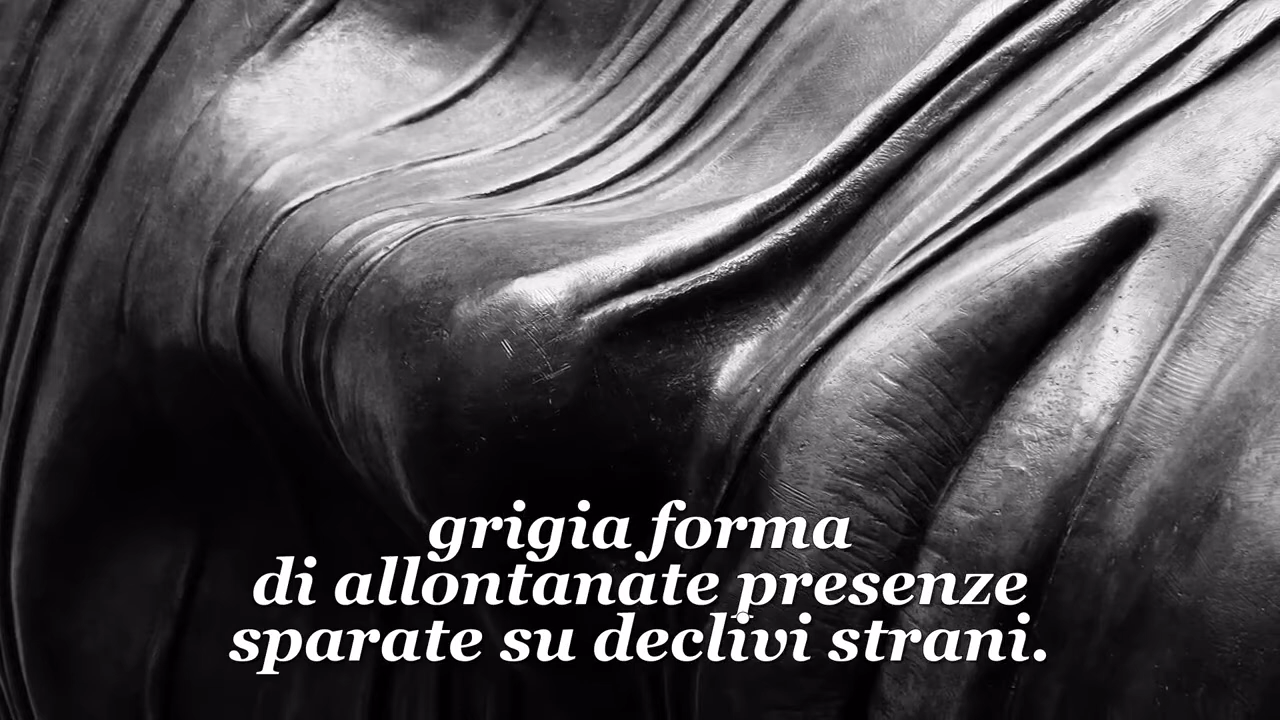 grigia forma
di allontanate presenze
sparate su declivi strani.